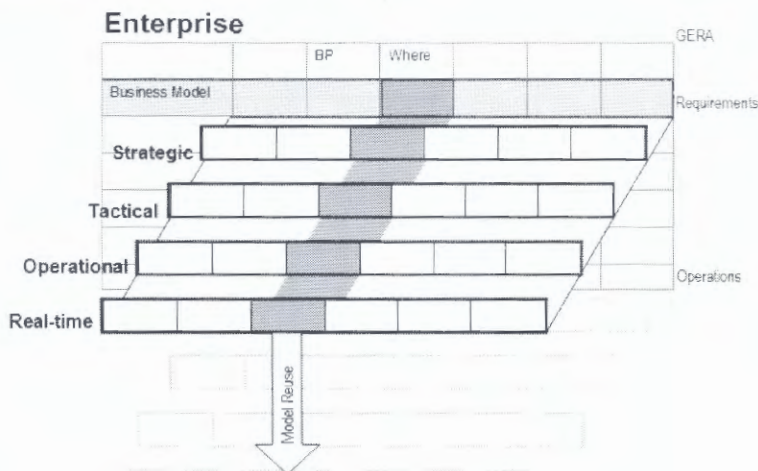 Enterprise
GERA
BP Where
Business Model
Requirements
Strategic
Tactical
Operational
Operations
Real-time
Model Reuse